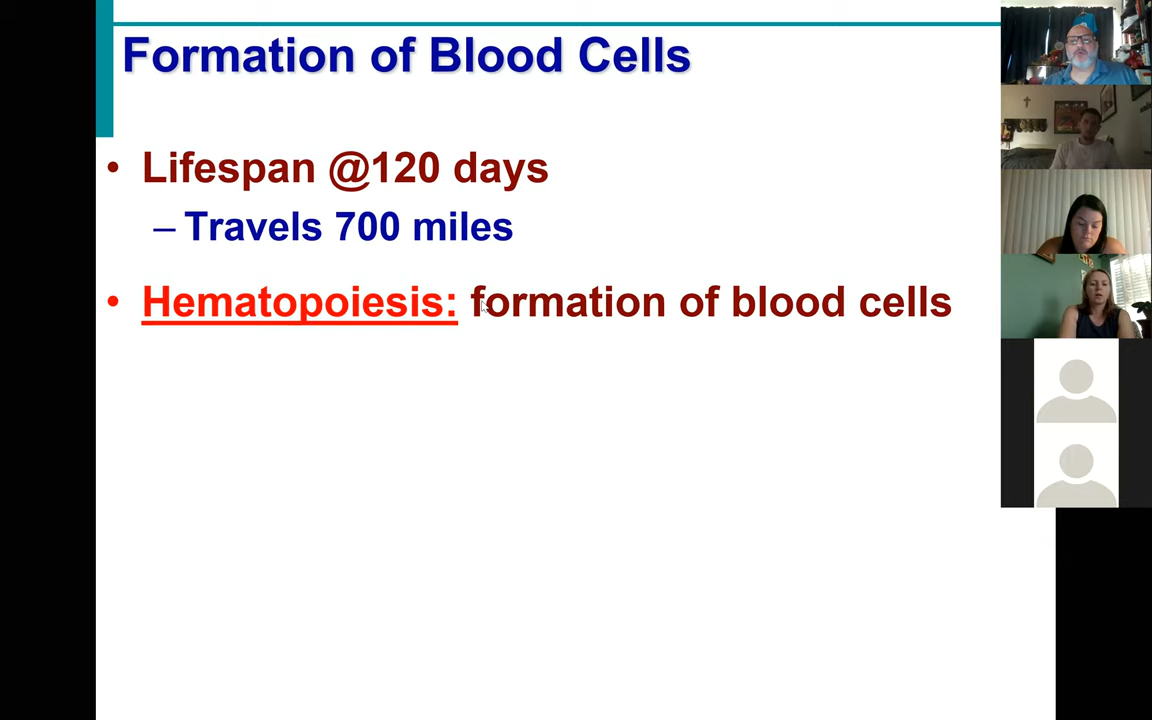 Formation of Blood Cells
• Lifespan @120 days
– Travels 700 miles
• Hematopoiesis: formation of blood cells